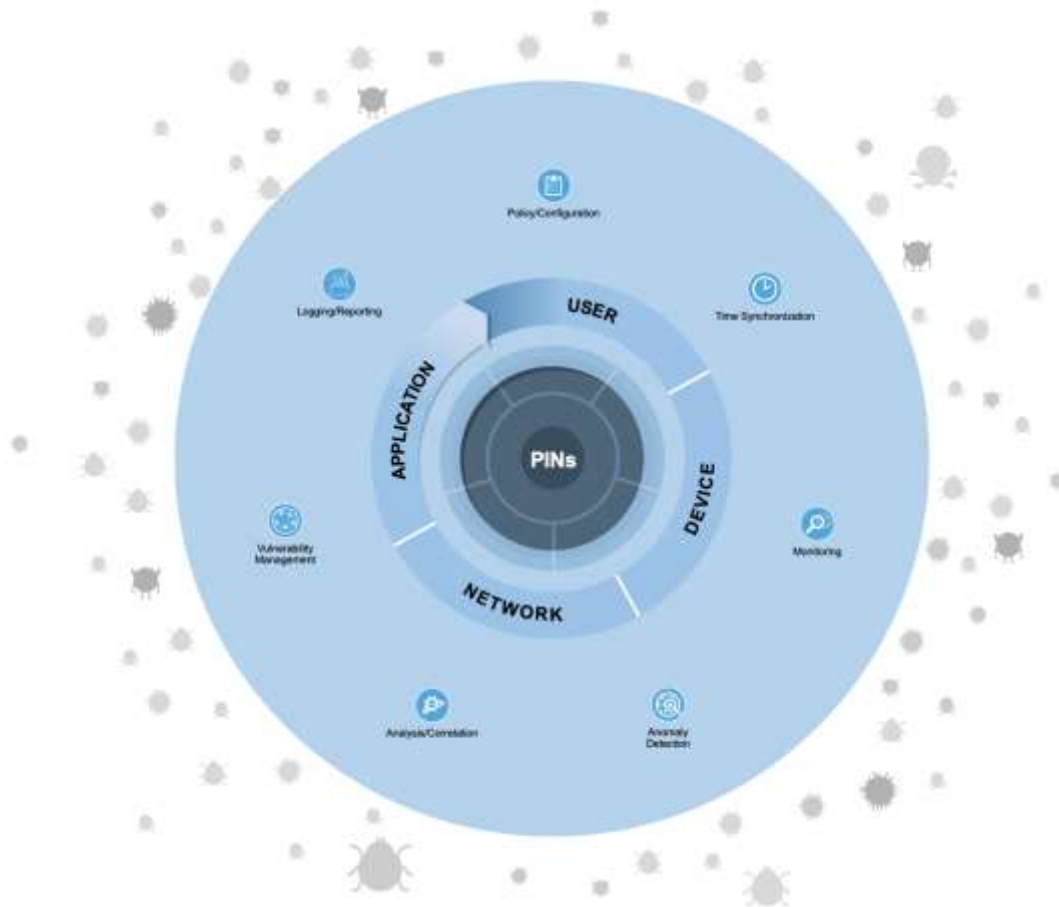 Policy/Configuration
Logging/Reporting
Time Synchronization
USER
APPLICATION
PINs
DEVICE
Vulnerability
Management
Monitoring
NETWORK
Analysis/Correlation
Anomaly
Detection